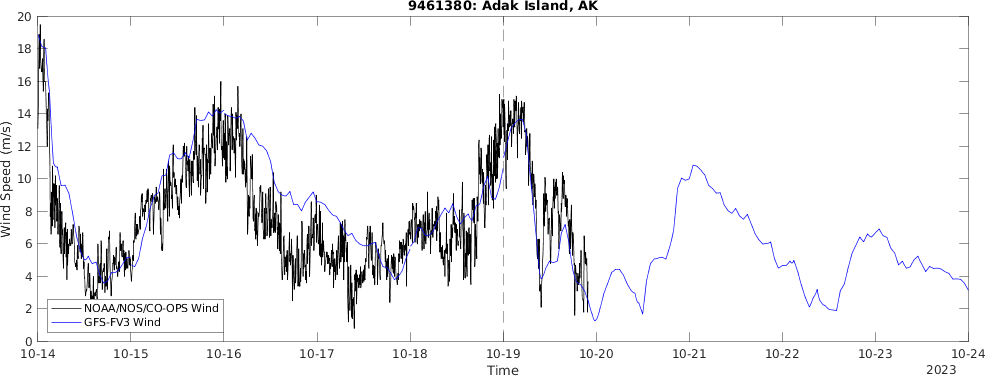 9461380: Adak Island, AK
Wind Speed (m/s)
20
18
16
14
12
10
8
6
4
2
0
NOAA/NOS/CO-OPS Wind
GFS-FV3 Wind
10-14 10-15 10-16 10-17 10-18 10-19 10-20 10-21 10-22 10-23 10-24
Time
2023